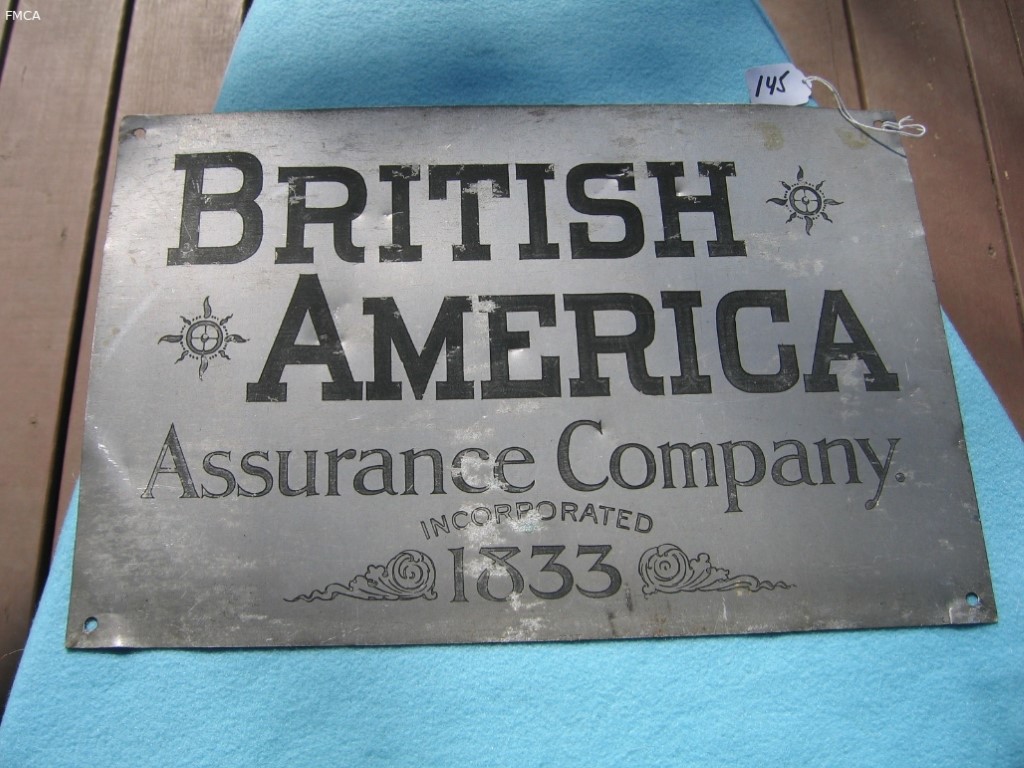 FMCA
145
BRITISH
AMERICA
Assurance Company.
INCORPORATED
1833